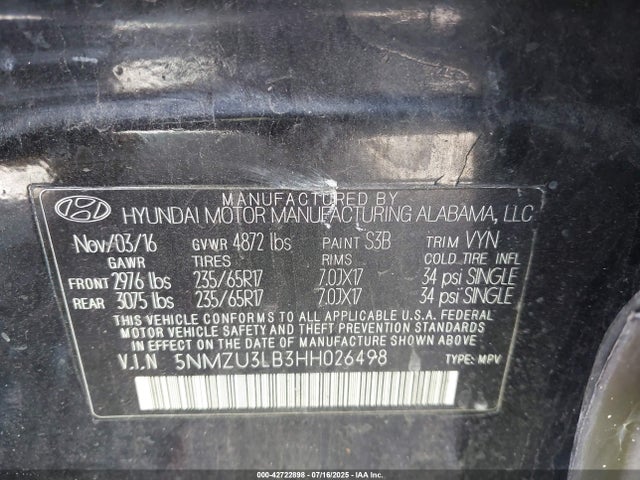 MANUFACTURED BY
HYUNDAI MOTOR MANUFACTURING ALABAMA, LLC
Nov/03/16 GVWR 4872 lbs PAINT S3B TRIM VYN
GAWR TIRES RIMS COLD TIRE INFL
FRONT 2976 lbs 235/65R17 7.0JX17 34 psi SINGLE
REAR 3075 lbs 235/65R17 7.0JX17 34 psi SINGLE
THIS VEHICLE CONFORMS TO ALL APPLICABLE U.S.A. FEDERAL
MOTOR VEHICLE SAFETY AND THEFT PREVENTION STANDARDS
IN EFFECT ON THE DATE OF MANUFACTURE SHOWN ABOVE.
V.I.N 5NMZU3LB3HH026498 TYPE: MPV
000-42722898 - 07/16/2025 - IAA Inc.